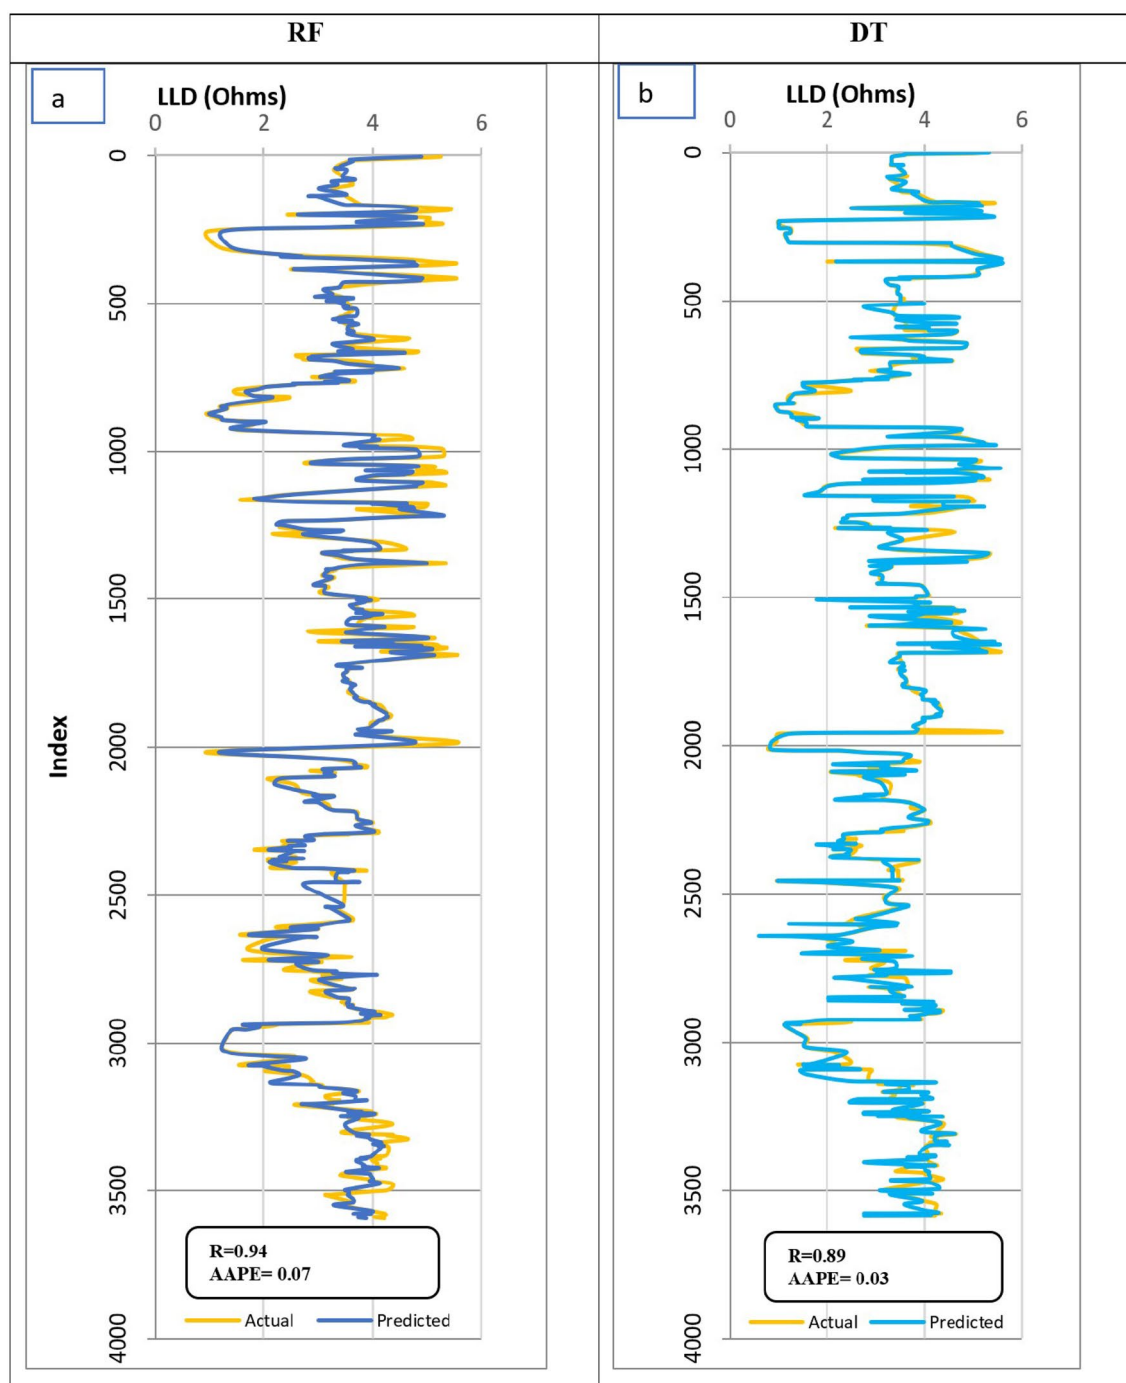 RF
DT
a
LLD (Ohms)
0 2 4 6
0
500
1000
1500
2000
2500
3000
3500
4000
Index
R=0.94
AAPE= 0.07
Actual Predicted
b
LLD (Ohms)
0 2 4 6
0
500
1000
1500
2000
2500
3000
3500
4000
R=0.89
AAPE= 0.03
Actual Predicted